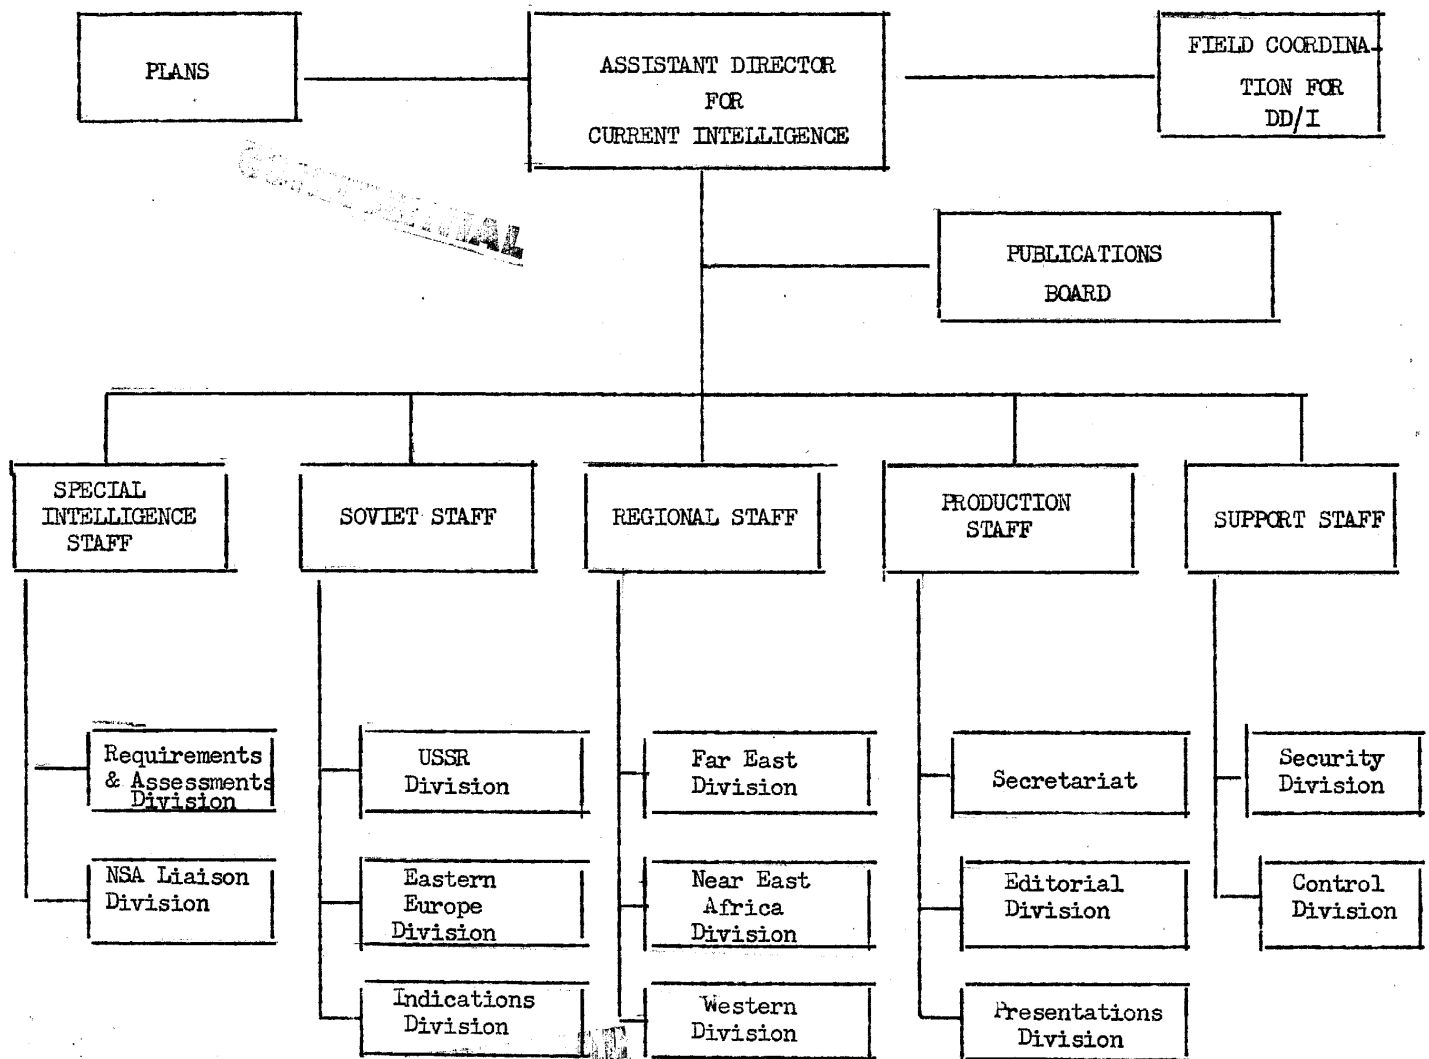 PLANS
ASSISTANT DIRECTOR
FOR
CURRENT INTELLIGENCE
FIELD COORDINA-
TION FOR
DD/I
CONFIDENTIAL
PUBLICATIONS
BOARD
SPECIAL
INTELLIGENCE
STAFF
SOVIET STAFF
REGIONAL STAFF
PRODUCTION
STAFF
SUPPORT STAFF
Requirements
& Assessments
Division
USSR
Division
Far East
Division
Secretariat
Security
Division
NSA Liaison
Division
Eastern
Europe
Division
Near East
Africa
Division
Editorial
Division
Control
Division
Indications
Division
Western
Division
Presentations
Division